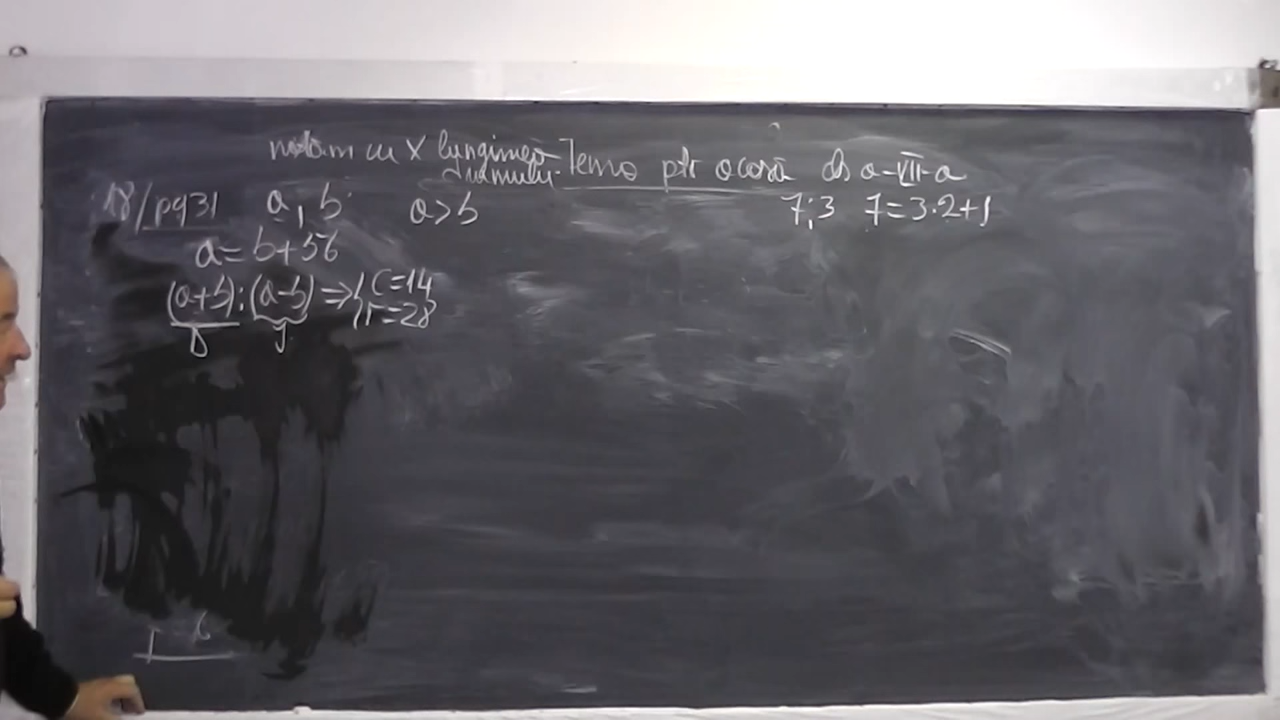 notăm cu x lungimea Tema ptr acasă cls a-VII-a
drumului
18/pg31 a, b a>b 7:3 7=3·2+1
a=b+56
(a+b):(a-b) => { C=14
r=28
D Î